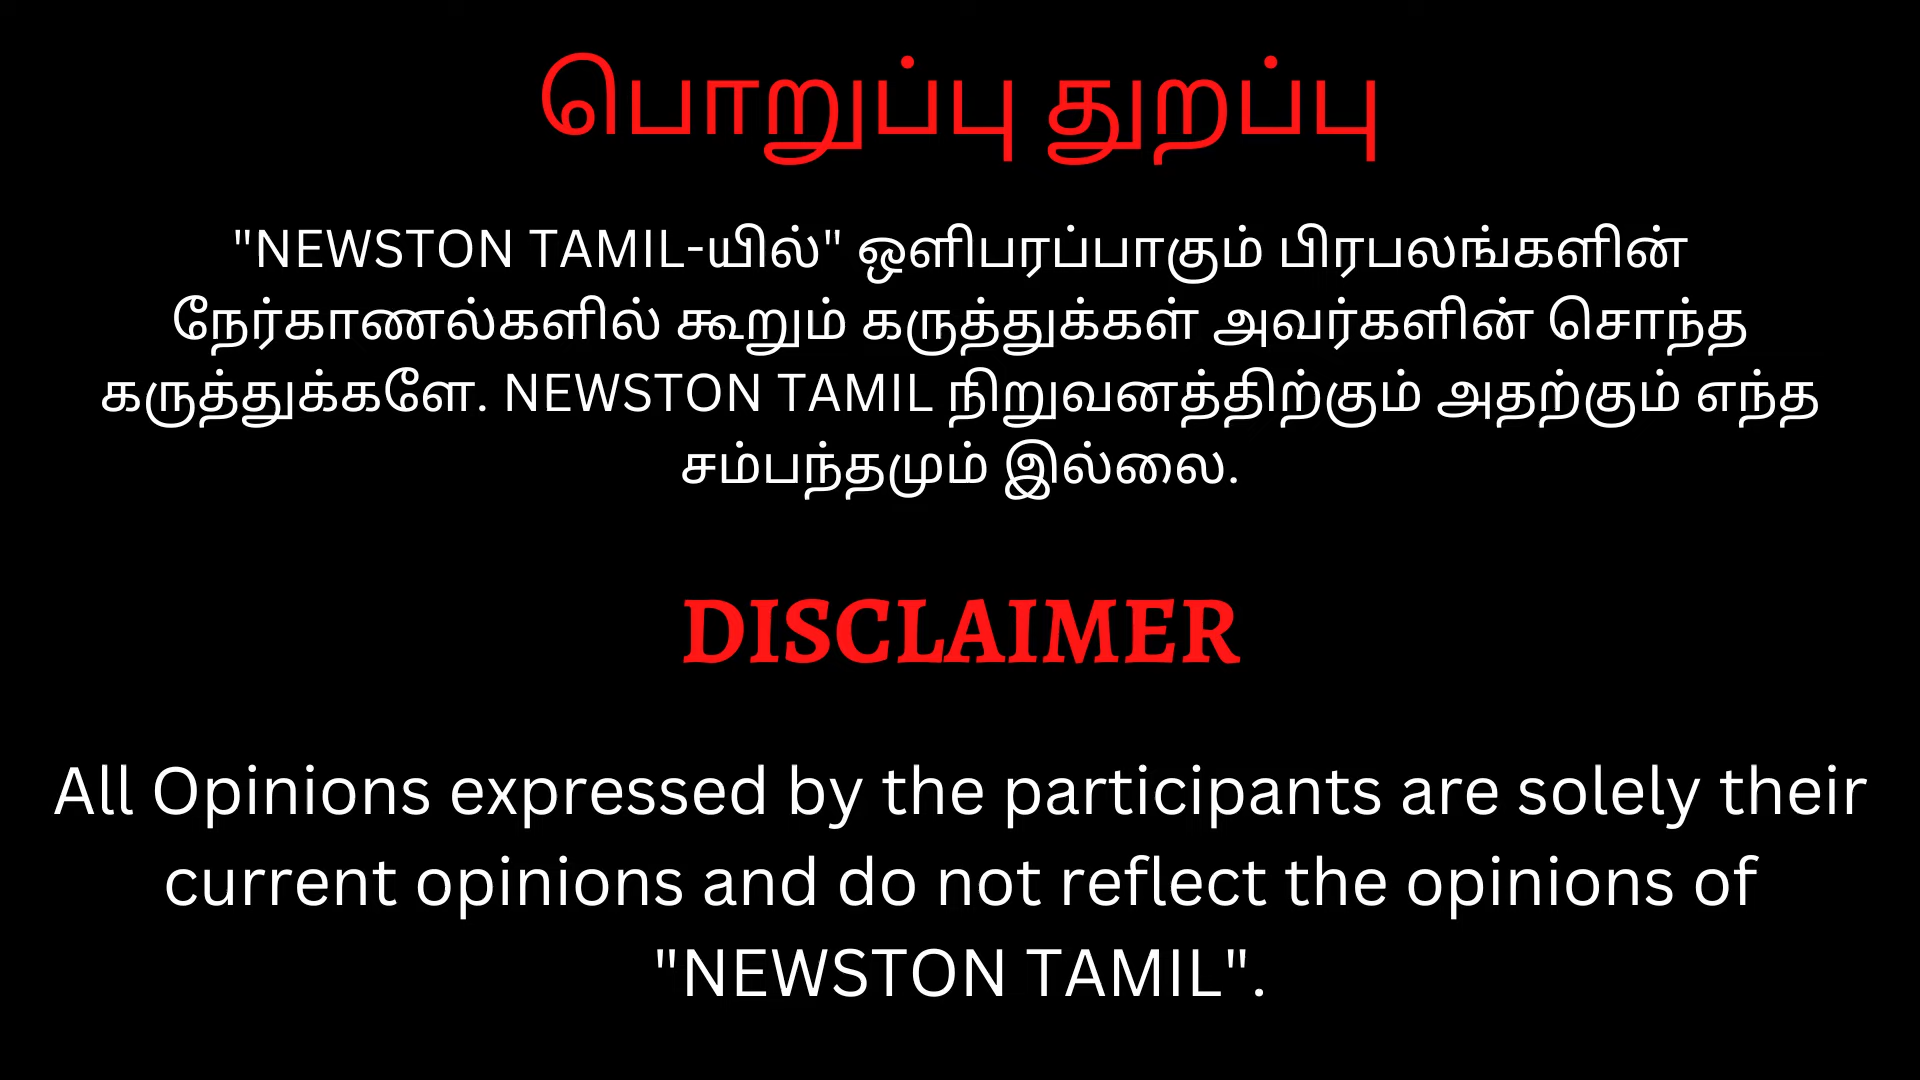 பொறுப்பு துறப்பு
"NEWSTON TAMIL-யில்" ஒளிபரப்பாகும் பிரபலங்களின்
நேர்காணல்களில் கூறும் கருத்துக்கள் அவர்களின் சொந்த
கருத்துக்களே. NEWSTON TAMIL நிறுவனத்திற்கும் அதற்கும் எந்த
சம்பந்தமும் இல்லை.
DISCLAIMER
All Opinions expressed by the participants are solely their
current opinions and do not reflect the opinions of
"NEWSTON TAMIL".